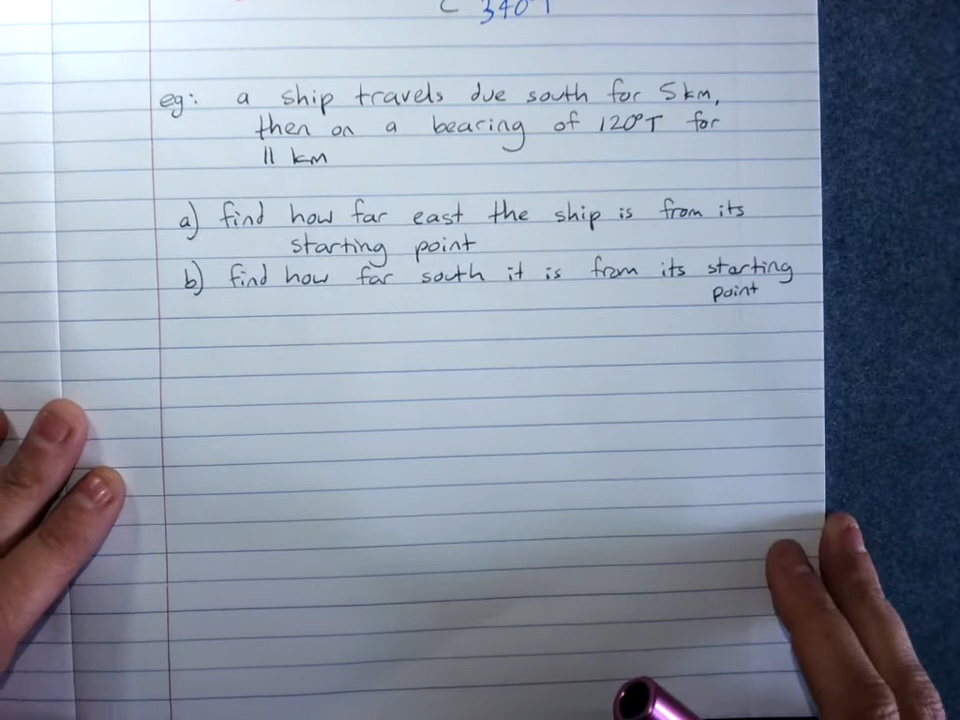 C 340°T
eg: a ship travels due south for 5km,
then on a bearing of 120°T for
11 km
a) find how far east the ship is from its
starting point
b) find how far south it is from its starting
point